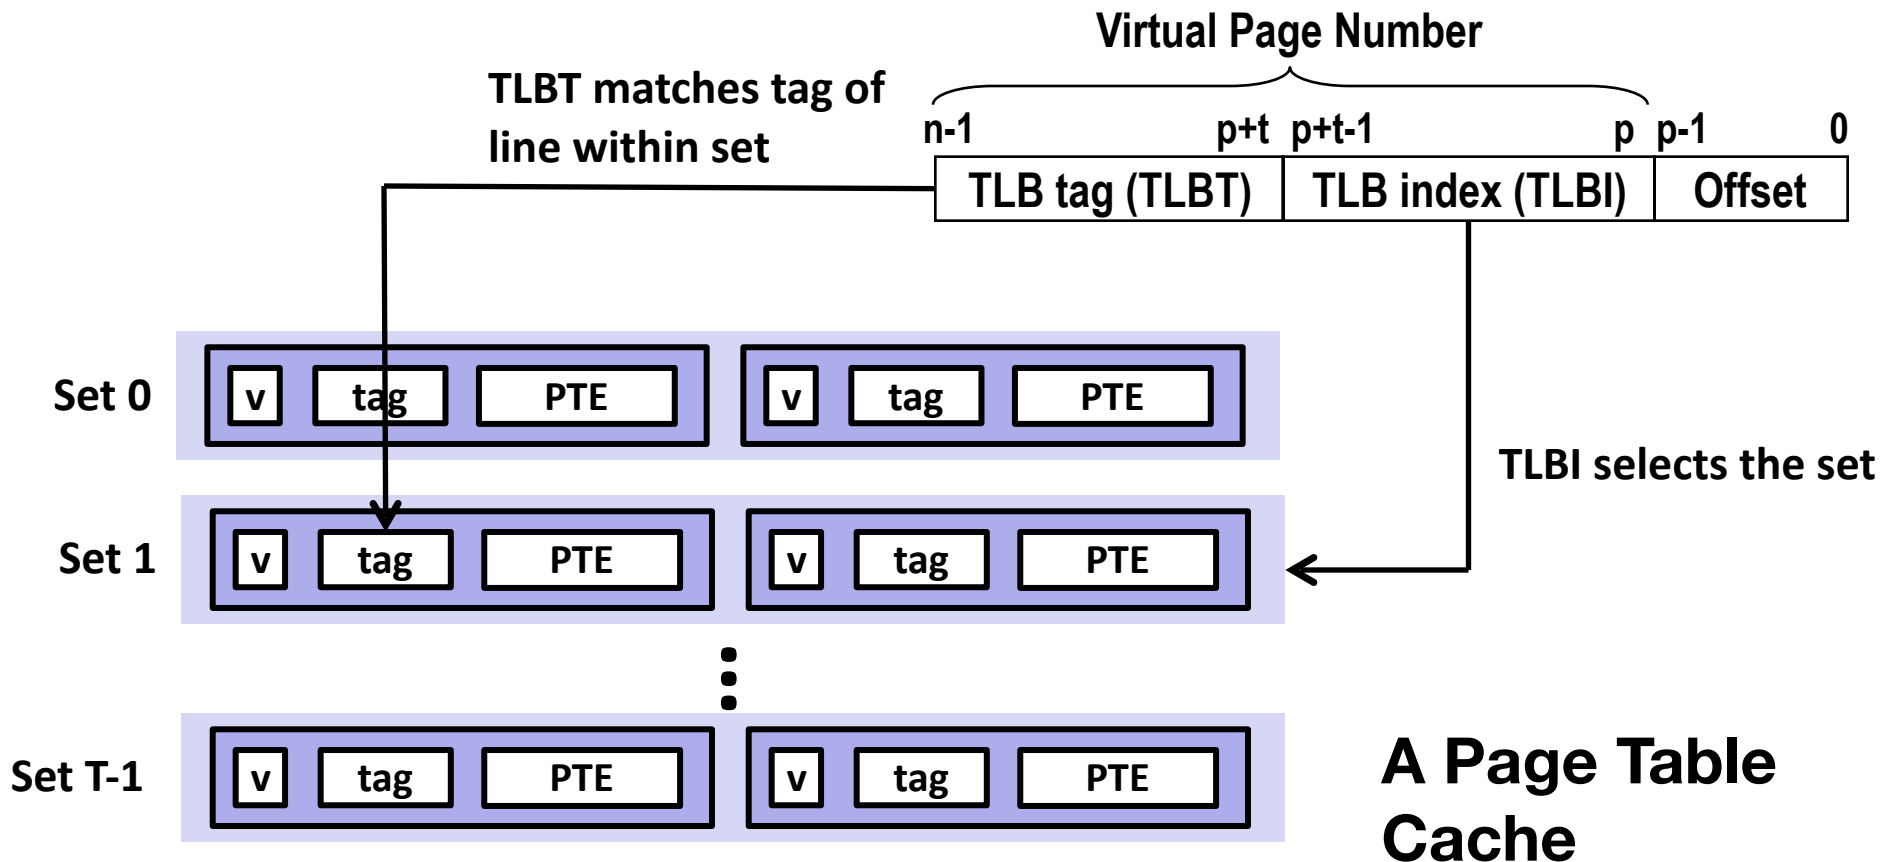 Virtual Page Number
TLBT matches tag of
line within set
n-1 p+t p+t-1 p p-1 0
TLB tag (TLBT) TLB index (TLBI) Offset
Set 0 v tag PTE v tag PTE
TLBI selects the set
Set 1 v tag PTE v tag PTE
Set T-1 v tag PTE v tag PTE
A Page Table
Cache